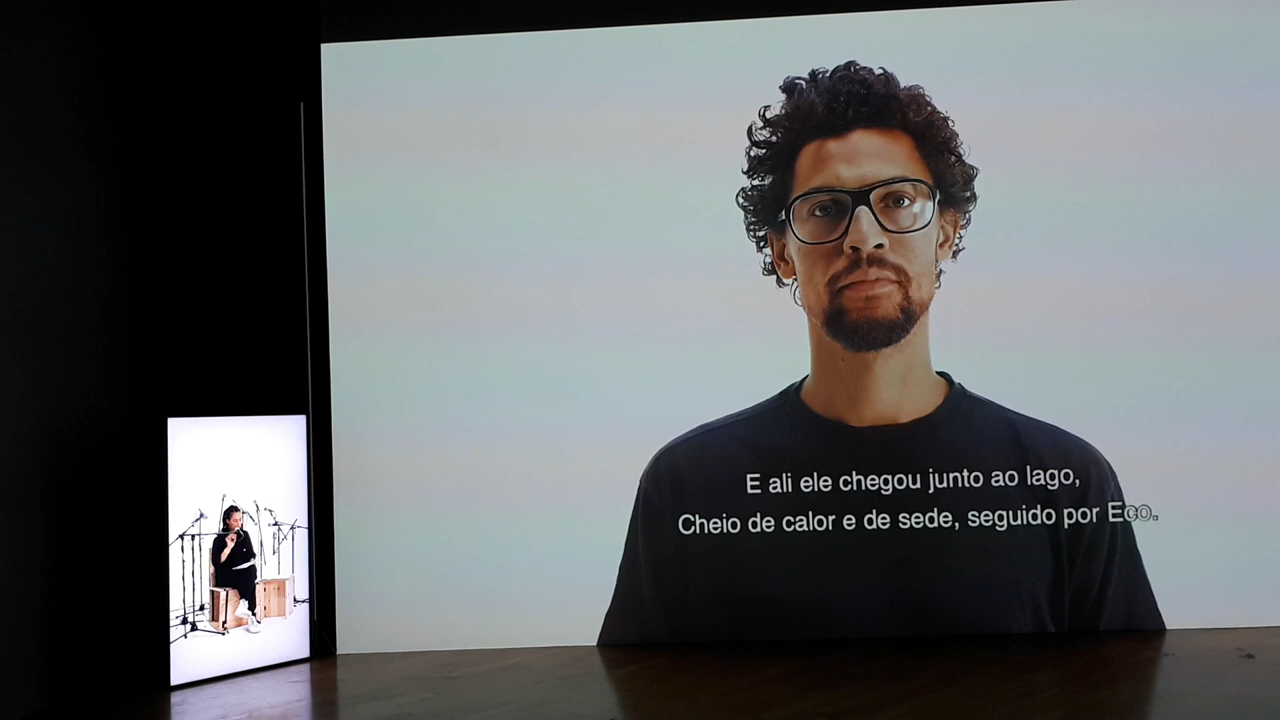 E ali ele chegou junto ao lago,
Cheio de calor e de sede, seguido por Eco.